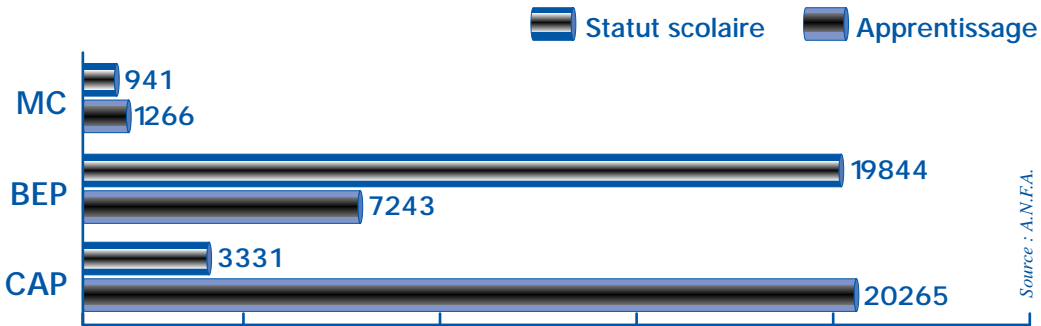 Statut scolaire
Apprentissage
MC
941
1266
BEP
19844
7243
CAP
3331
20265
Source : A.N.F.A.